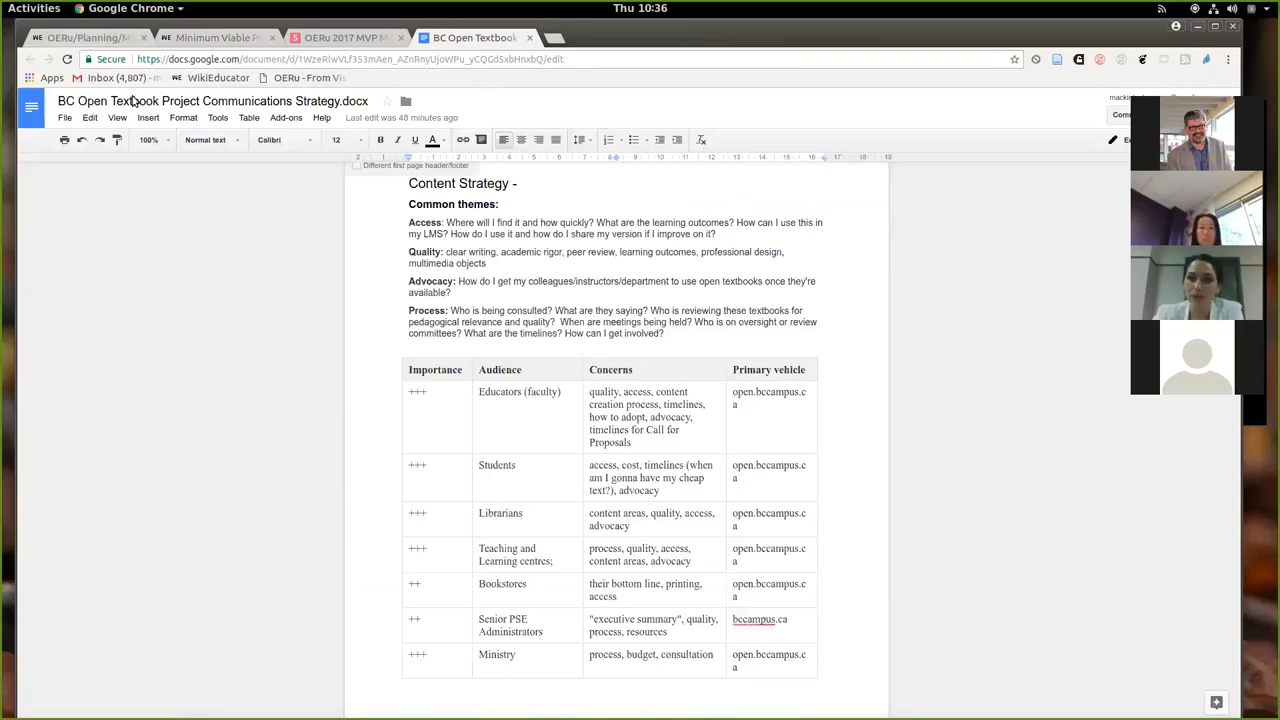 Activities
Google Chrome
Thu 10:36
OERu/Planning/M
Minimum Viable P
OERu 2017 MVP M
BC Open Textbook
Secure
Apps
Inbox (4,807) - m
WikiEducator
OERu - From Vis
BC Open Textbook Project Communications Strategy.docx
File Edit View Insert Format Tools Table Add-ons Help
Last edit was 48 minutes ago
100% Normal text Calibri 12
Different first page header/footer
Content Strategy -
Common themes:
Access: Where will I find it and how quickly? What are the learning outcomes? How can I use this in
my LMS? How do I use it and how do I share my version if I improve on it?
Quality: clear writing, academic rigor, peer review, learning outcomes, professional design,
multimedia objects
Advocacy: How do I get my colleagues/instructors/department to use open textbooks once they're
available?
Process: Who is being consulted? What are they saying? Who is reviewing these textbooks for
pedagogical relevance and quality? When are meetings being held? Who is on oversight or review
committees? What are the timelines? How can I get involved?
Importance Audience Concerns Primary vehicle
+++ Educators (faculty) quality, access, content open.bccampus.c
creation process, timelines, a
how to adopt, advocacy,
timelines for Call for
Proposals
+++ Students access, cost, timelines (when open.bccampus.c
am I gonna have my cheap a
text?), advocacy
+++ Librarians content areas, quality, access, open.bccampus.c
advocacy a
+++ Teaching and process, quality, access, open.bccampus.c
Learning centres; content areas, advocacy a
++ Bookstores their bottom line, printing, open.bccampus.c
access a
++ Senior PSE "executive summary", quality, bccampus.ca
Administrators process, resources
+++ Ministry process, budget, consultation open.bccampus.c
a